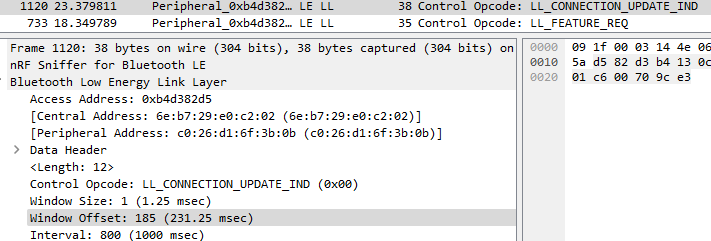 1120 23.379811 Peripheral_0xb4d382… LE LL 38 Control Opcode: LL_CONNECTION_UPDATE_IND
733 18.349789 Peripheral_0xb4d382… LE LL 35 Control Opcode: LL_FEATURE_REQ
Frame 1120: 38 bytes on wire (304 bits), 38 bytes captured (304 bits) on
nRF Sniffer for Bluetooth LE
Bluetooth Low Energy Link Layer
Access Address: 0xb4d382d5
[Central Address: 6e:b7:29:e0:c2:02 (6e:b7:29:e0:c2:02)]
[Peripheral Address: c0:26:d1:6f:3b:0b (c0:26:d1:6f:3b:0b)]
Data Header
<Length: 12>
Control Opcode: LL_CONNECTION_UPDATE_IND (0x00)
Window Size: 1 (1.25 msec)
Window Offset: 185 (231.25 msec)
Interval: 800 (1000 msec)
0000 09 1f 00 03 14 4e 06
0010 5a d5 82 d3 b4 13 0c
0020 01 c6 00 70 9c e3